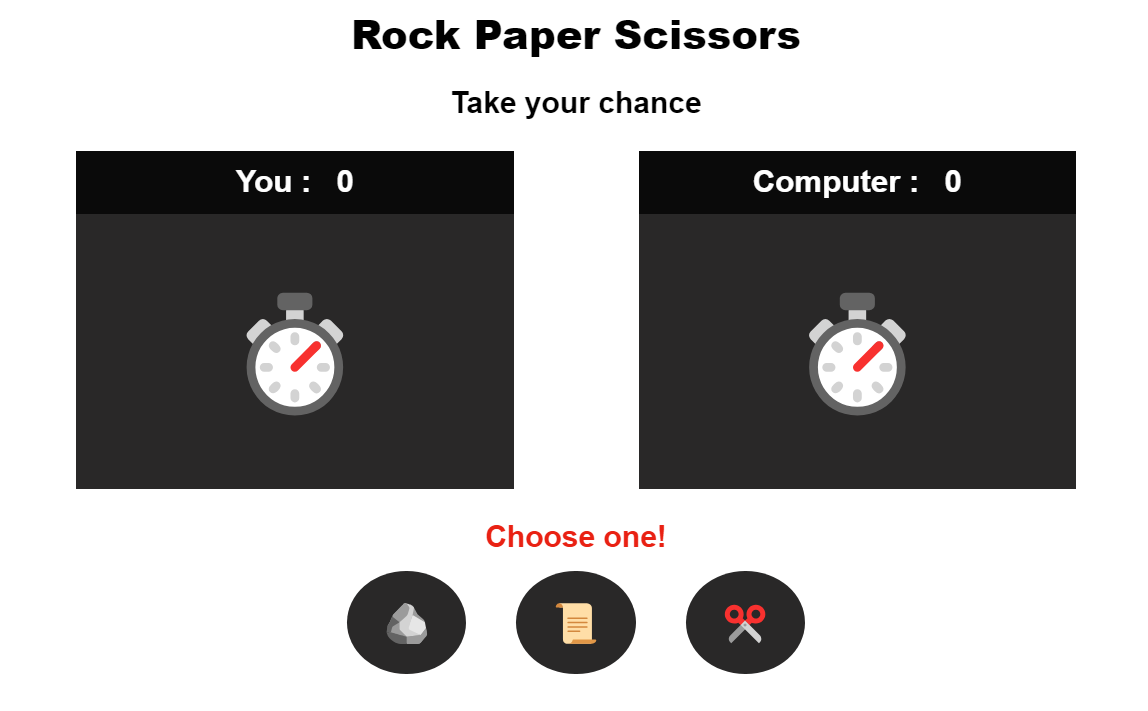 Rock Paper Scissors
Take your chance
You : 0
Computer : 0
Choose one!